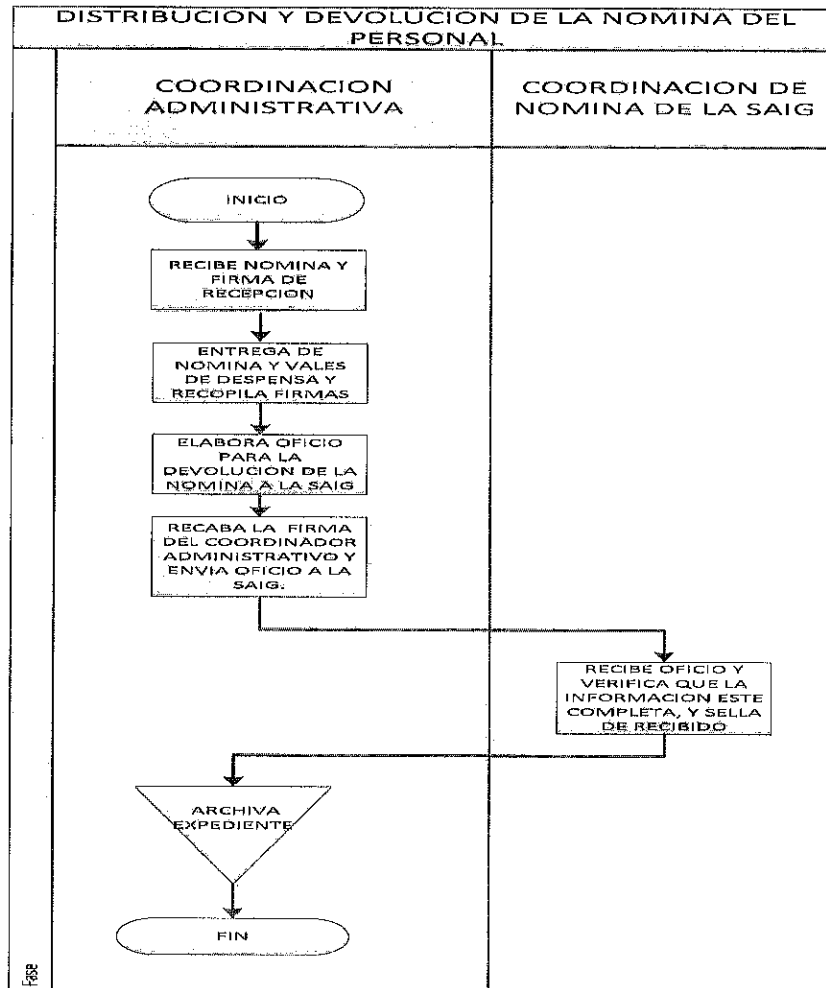 DISTRIBUCION Y DEVOLUCION DE LA NOMINA DEL
PERSONAL
COORDINACION
ADMINISTRATIVA
COORDINACION DE
NOMINA DE LA SAIG
INICIO
RECIBE NOMINA Y
FIRMA DE
RECEPCION
ENTREGA DE
NOMINA Y VALES
DE DESPENSA Y
RECOPILA FIRMAS
ELABORA OFICIO
PARA LA
DEVOLUCION DE LA
NOMINA A LA SAIG
RECABA LA FIRMA
DEL COORDINADOR
ADMINISTRATIVO Y
ENVIA OFICIO A LA
SAIG.
RECIBE OFICIO Y
VERIFICA QUE LA
INFORMACION ESTE
COMPLETA, Y SELLA
DE RECIBIDO
ARCHIVA
EXPEDIENTE
FIN
Fase